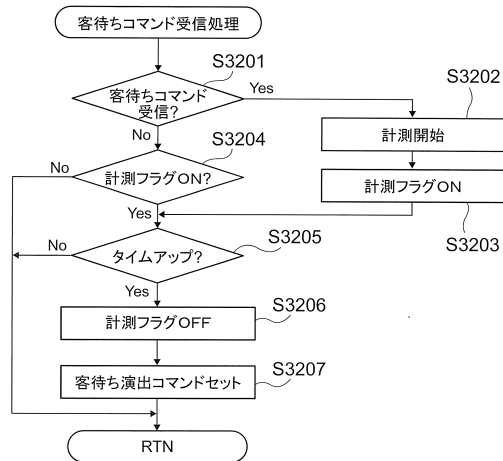 客待ちコマンド受信処理
S3201
客待ちコマンド
受信?
Yes
No
S3202
計測開始
計測フラグON
S3203
S3204
計測フラグON?
No
Yes
S3205
タイムアップ?
No
Yes
計測フラグOFF
S3206
客待ち演出コマンドセット
S3207
RTN